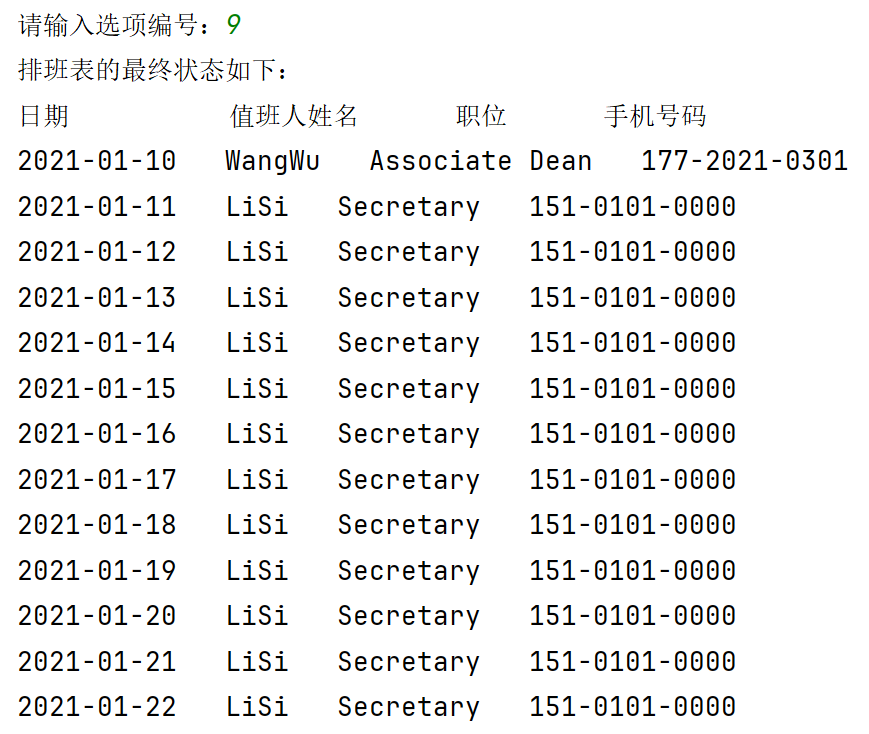 请输入选项编号：9
排班表的最终状态如下：
日期 值班人姓名 职位 手机号码
2021-01-10 WangWu Associate Dean 177-2021-0301
2021-01-11 LiSi Secretary 151-0101-0000
2021-01-12 LiSi Secretary 151-0101-0000
2021-01-13 LiSi Secretary 151-0101-0000
2021-01-14 LiSi Secretary 151-0101-0000
2021-01-15 LiSi Secretary 151-0101-0000
2021-01-16 LiSi Secretary 151-0101-0000
2021-01-17 LiSi Secretary 151-0101-0000
2021-01-18 LiSi Secretary 151-0101-0000
2021-01-19 LiSi Secretary 151-0101-0000
2021-01-20 LiSi Secretary 151-0101-0000
2021-01-21 LiSi Secretary 151-0101-0000
2021-01-22 LiSi Secretary 151-0101-0000